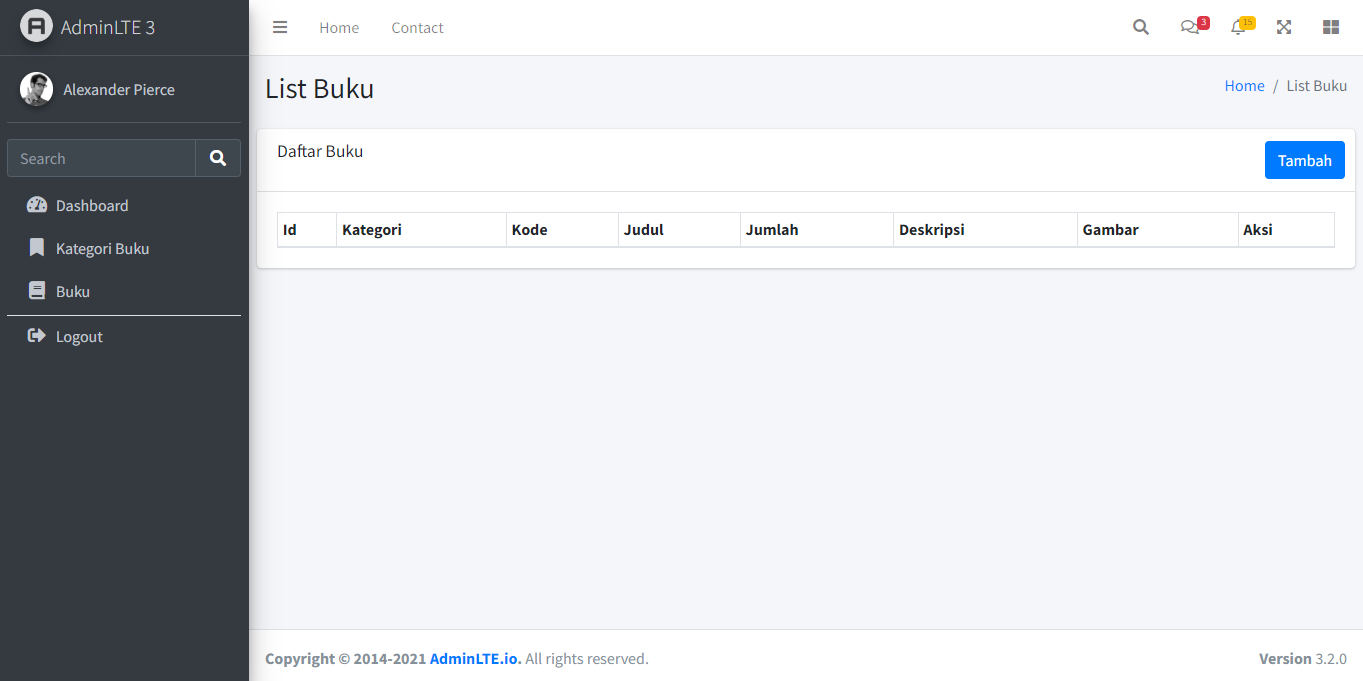 AdminLTE 3
Alexander Pierce
Search
Dashboard
Kategori Buku
Buku
Logout
Home
Contact
3
15
List Buku
Home / List Buku
Daftar Buku
Tambah
Id Kategori Kode Judul Jumlah Deskripsi Gambar Aksi
Copyright © 2014-2021 AdminLTE.io. All rights reserved.
Version 3.2.0